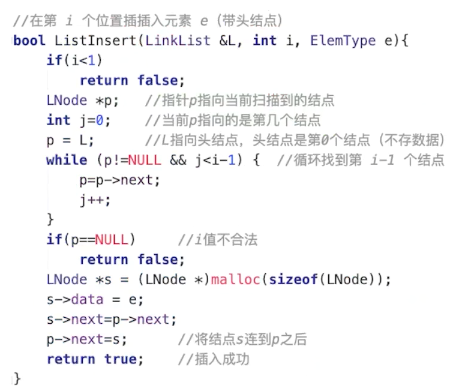 //在第 i 个位置插插入元素 e（带头结点）
bool ListInsert(LinkList &L, int i, ElemType e){
    if(i<1)
        return false;
    LNode *p;   //指针p指向当前扫描到的结点
    int j=0;    //当前p指向的是第几个结点
    p = L;      //L指向头结点，头结点是第0个结点（不存数据）
    while (p!=NULL && j<i-1) {  //循环找到第 i-1 个结点
        p=p->next;
        j++;
    }
    if(p==NULL)     //i值不合法
        return false;
    LNode *s = (LNode *)malloc(sizeof(LNode));
    s->data = e;
    s->next=p->next;
    p->next=s;      //将结点s连到p之后
    return true;    //插入成功
}